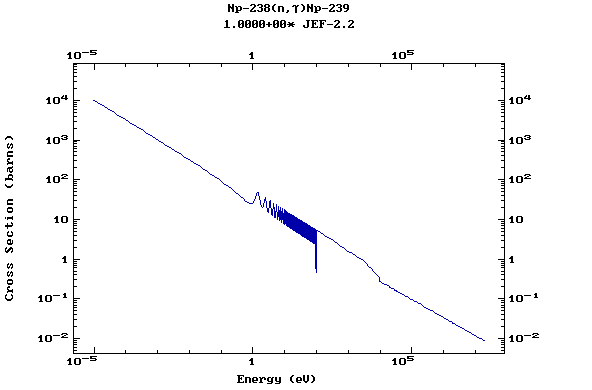 Np-238(n,γ)Np-239
1.0000+00* JEF-2.2
10⁻⁵ 1 10⁵
10⁴ 10⁴
10³ 10³
10² 10²
10 10
1 1
10⁻¹ 10⁻¹
10⁻² 10⁻²
10⁻⁵ 1 10⁵
Cross Section (barns)
Energy (eV)